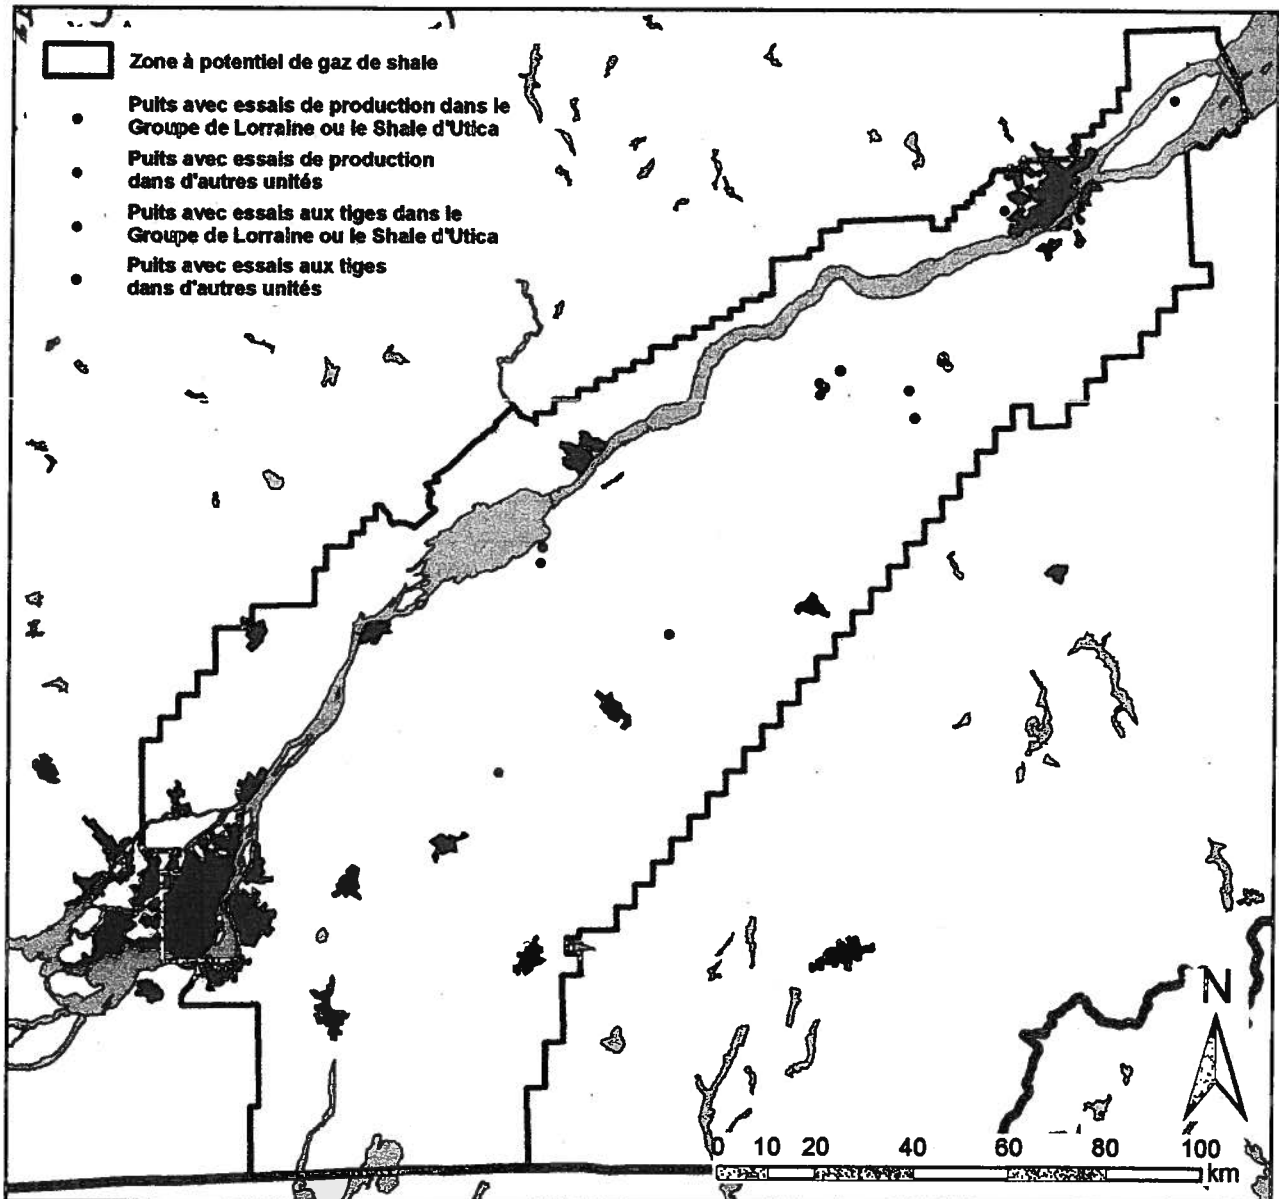 Zone à potentiel de gaz de shale
Puits avec essais de production dans le
Groupe de Lorraine ou le Shale d'Utica
Puits avec essais de production
dans d'autres unités
Puits avec essais aux tiges dans le
Groupe de Lorraine ou le Shale d'Utica
Puits avec essais aux tiges
dans d'autres unités
N
0 10 20 40 60 80 100
km